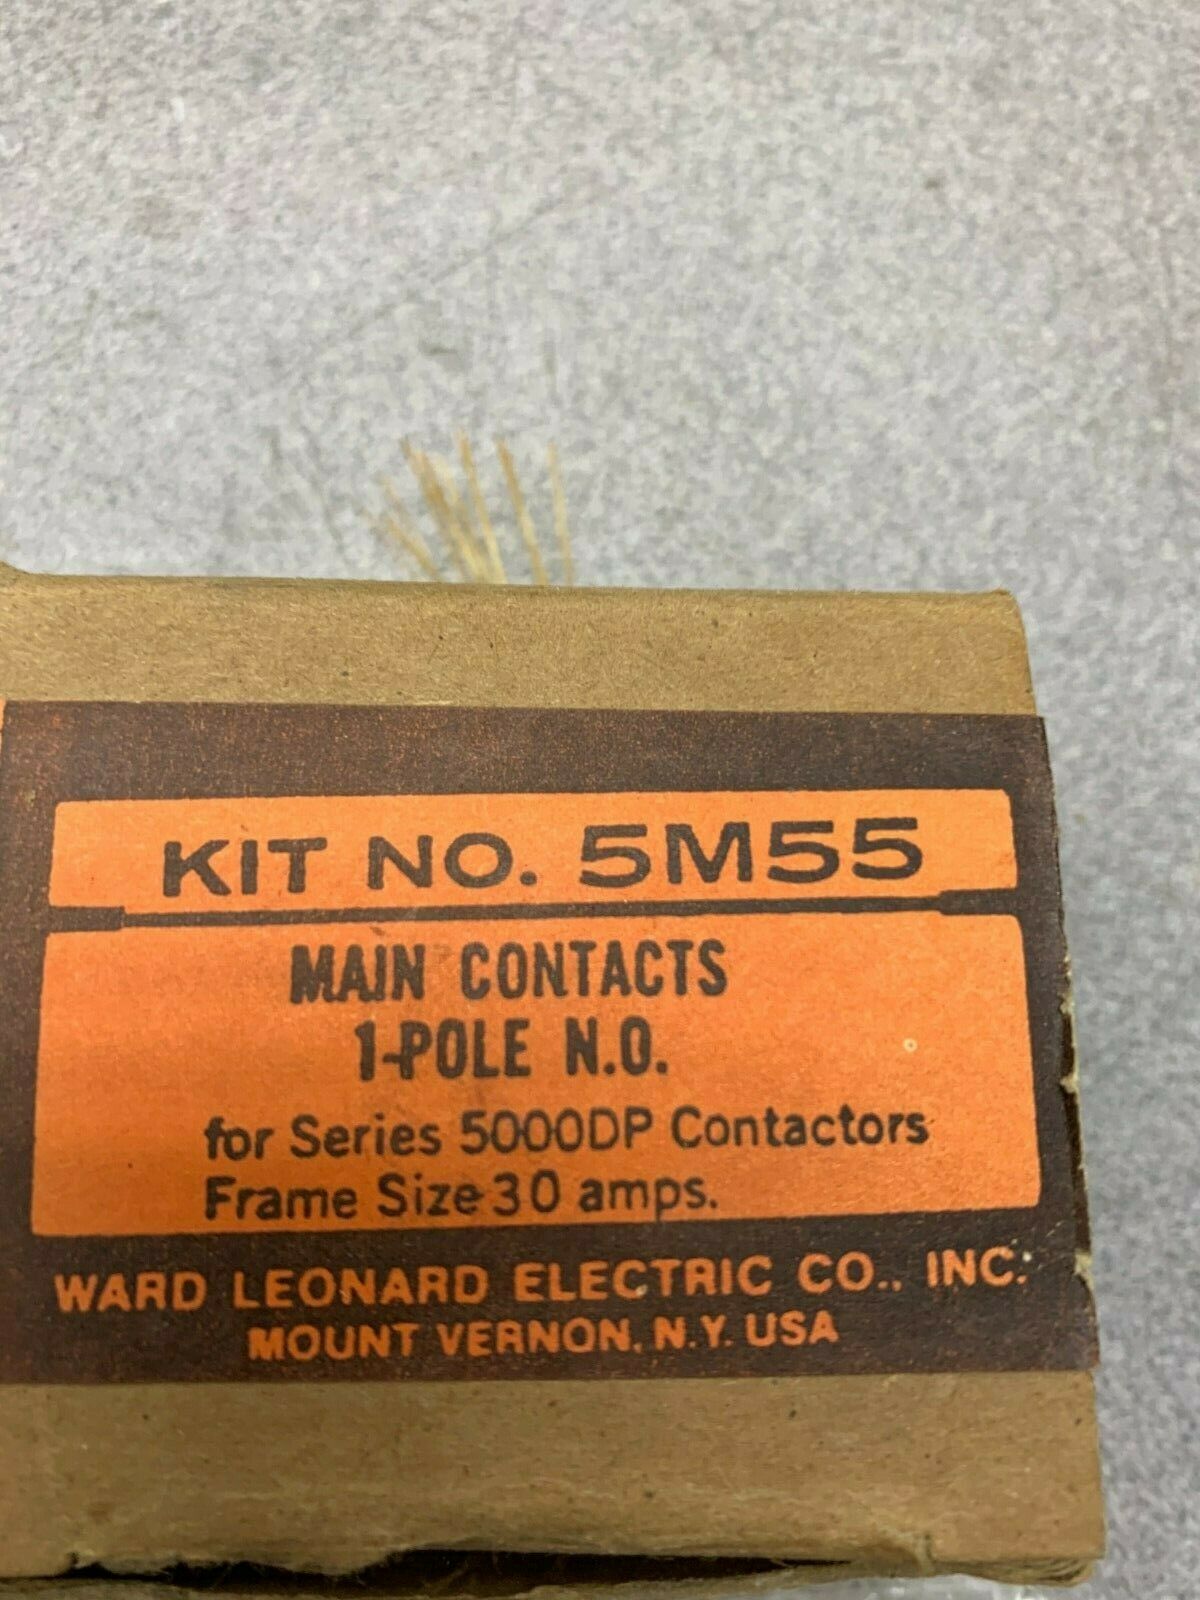 KIT NO. 5M55
MAIN CONTACTS
1-POLE N.O.
for Series 5000DP Contactors
Frame Size 30 amps.
WARD LEONARD ELECTRIC CO., INC.
MOUNT VERNON, N.Y. USA